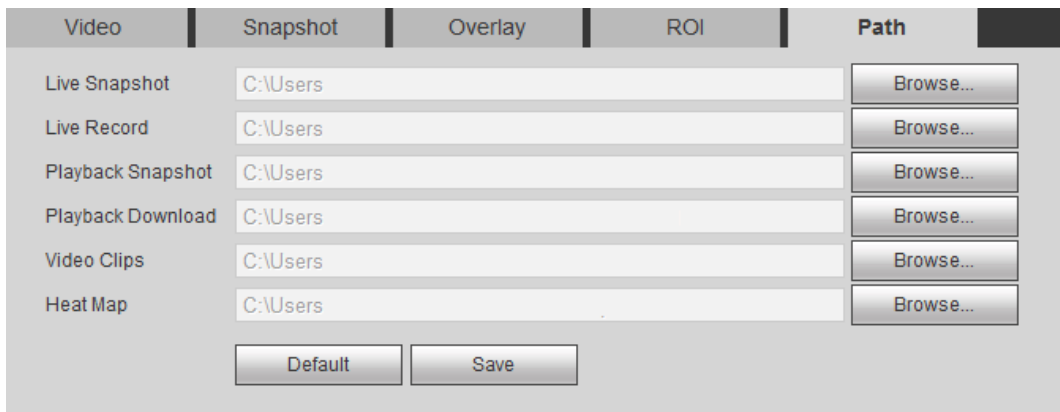 Video Snapshot Overlay ROI Path
Live Snapshot C:\Users Browse...
Live Record C:\Users Browse...
Playback Snapshot C:\Users Browse...
Playback Download C:\Users Browse...
Video Clips C:\Users Browse...
Heat Map C:\Users Browse...
Default Save